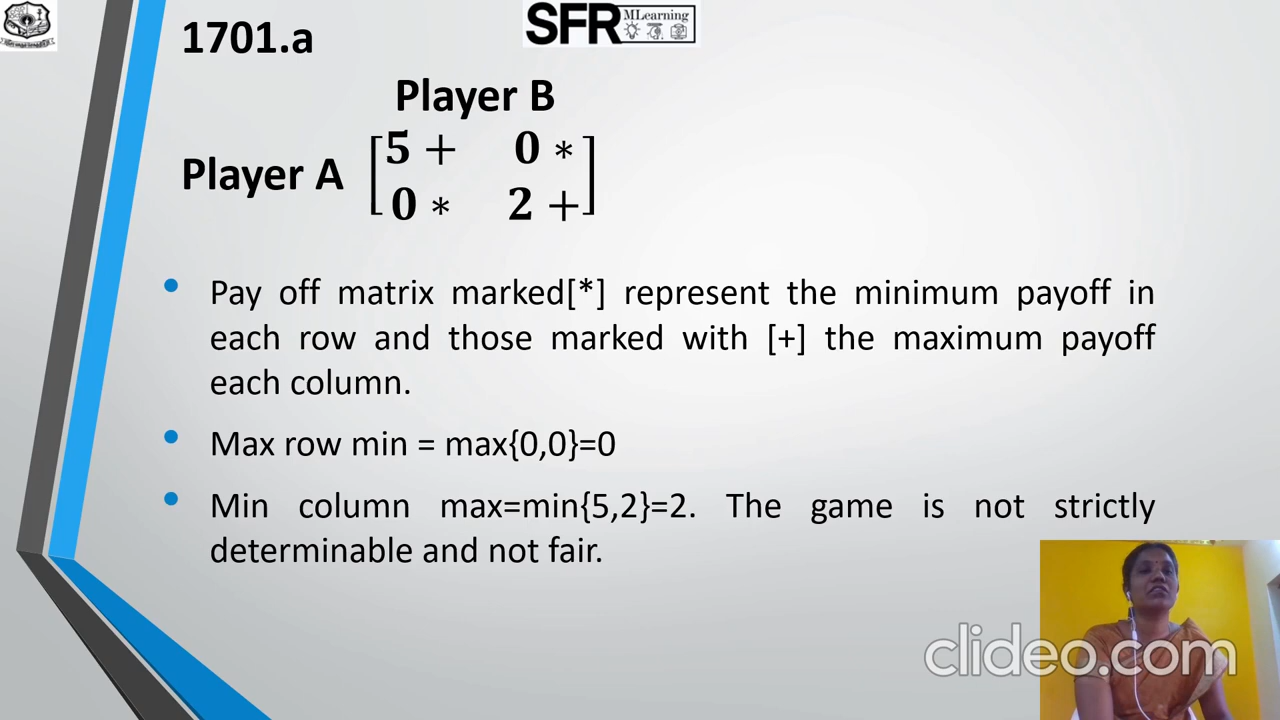 1701.a
SFR MLearning
Player B
Player A [5 + 0 *
0 * 2 +]
• Pay off matrix marked[*] represent the minimum payoff in
each row and those marked with [+] the maximum payoff
each column.
• Max row min = max{0,0}=0
• Min column max=min{5,2}=2. The game is not strictly
determinable and not fair.
clideo.com